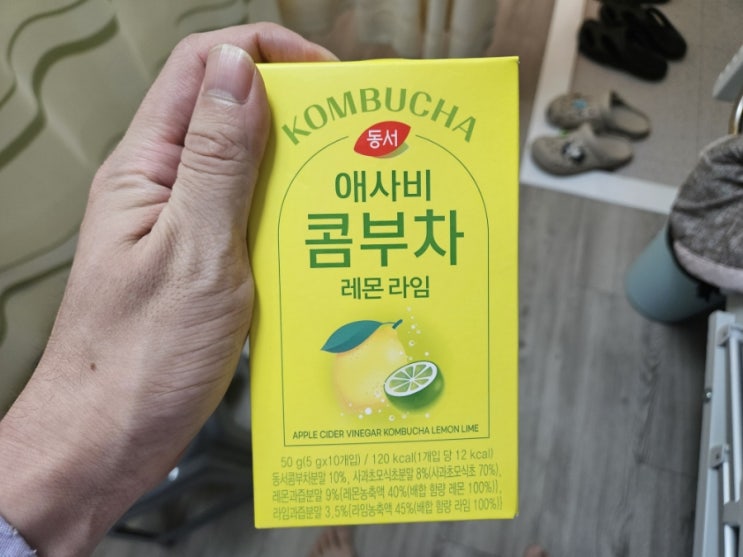 KOMBUCHA
동서
애사비
콤부차
레몬 라임
APPLE CIDER VINEGAR KOMBUCHA LEMON LIME
50 g(5 gx10개입) / 120 kcal(1개입 당 12 kcal)
동서콤부차분말 10%, 사과초모식초분말 8%{사과초모식초 70%},
레몬과즙분말 9%{레몬농축액 40%(배합 함량 레몬 100%)},
라임과즙분말 3.5%{라임농축액 45%(배합 함량 라임 100%)}